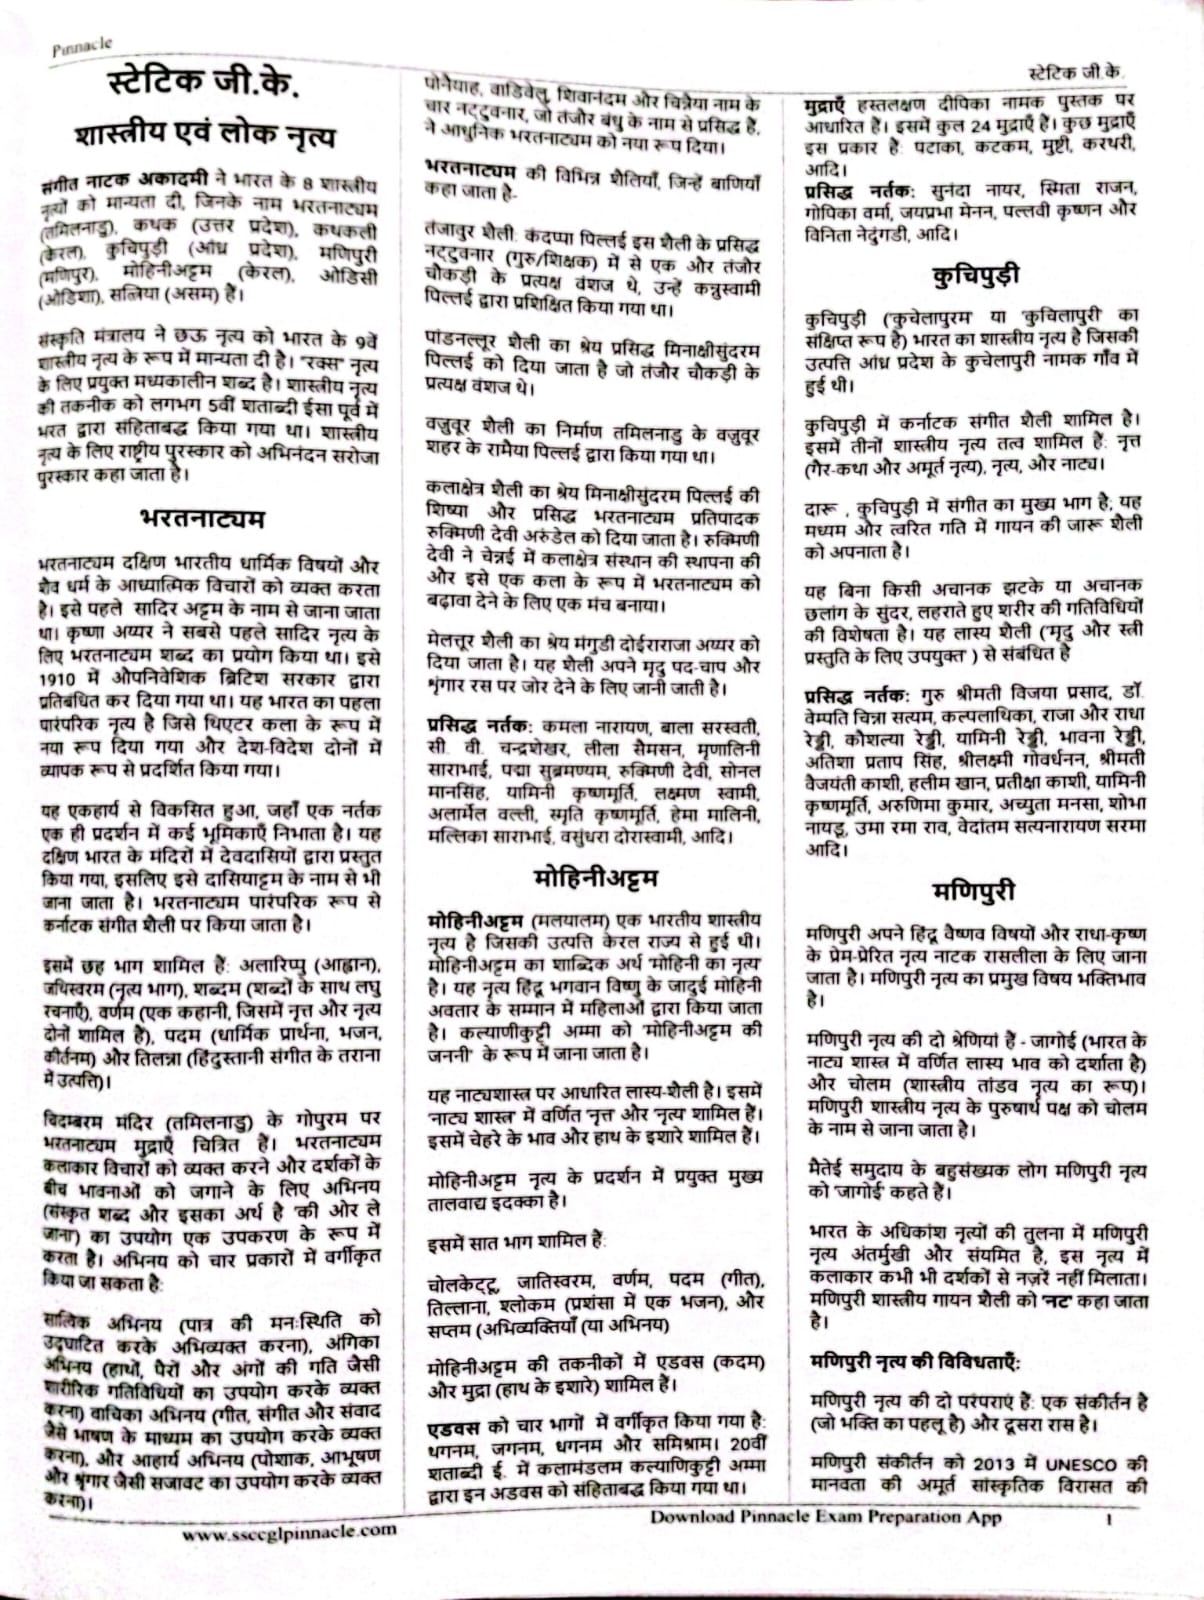 Pinnacle
स्टेटिक जी.के.
स्टेटिक जी.के.
शास्त्रीय एवं लोक नृत्य
संगीत नाटक अकादमी ने भारत के 8 शास्त्रीय
नृत्यों को मान्यता दी, जिनके नाम भरतनाट्यम
(तमिलनाडु), कथक (उत्तर प्रदेश), कथकली
(केरल), कुचिपुड़ी (आंध्र प्रदेश), मणिपुरी
(मणिपुर), मोहिनीअट्टम (केरल), ओडिसी
(ओडिशा), सत्त्रिया (असम) हैं।
संस्कृति मंत्रालय ने छऊ नृत्य को भारत के 9वें
शास्त्रीय नृत्य के रूप में मान्यता दी है। "रक्स" नृत्य
के लिए प्रयुक्त मध्यकालीन शब्द है। शास्त्रीय नृत्य
की तकनीक को लगभग 5वीं शताब्दी ईसा पूर्व में
भरत द्वारा संहिताबद्ध किया गया था। शास्त्रीय
नृत्य के लिए राष्ट्रीय पुरस्कार को अभिनंदन सरोजा
पुरस्कार कहा जाता है।
भरतनाट्यम
भरतनाट्यम दक्षिण भारतीय धार्मिक विषयों और
शैव धर्म के आध्यात्मिक विचारों को व्यक्त करता
है। इसे पहले सादिर अट्टम के नाम से जाना जाता
था। कृष्णा अय्यर ने सबसे पहले सादिर नृत्य के
लिए भरतनाट्यम शब्द का प्रयोग किया था। इसे
1910 में औपनिवेशिक ब्रिटिश सरकार द्वारा
प्रतिबंधित कर दिया गया था। यह भारत का पहला
पारंपरिक नृत्य है जिसे थिएटर कला के रूप में
नया रूप दिया गया और देश-विदेश दोनों में
व्यापक रूप से प्रदर्शित किया गया।
यह एकहार्य से विकसित हुआ, जहाँ एक नर्तक
एक ही प्रदर्शन में कई भूमिकाएँ निभाता है। यह
दक्षिण भारत के मंदिरों में देवदासियों द्वारा प्रस्तुत
किया गया, इसलिए इसे दासियाट्टम के नाम से भी
जाना जाता है। भरतनाट्यम पारंपरिक रूप से
कर्नाटक संगीत शैली पर किया जाता है।
इसमें छह भाग शामिल हैं: अलारिप्पु (आह्वान),
जथिस्वरम (नृत्य भाग), शब्दम (शब्दों के साथ लघु
रचनाएँ), वर्णम (एक कहानी, जिसमें नृत्त और नृत्य
दोनों शामिल हैं), पदम (धार्मिक प्रार्थना, भजन,
कीर्तनम) और तिलन्ना (हिंदुस्तानी संगीत के तराना
में उत्पत्ति)।
चिदम्बरम मंदिर (तमिलनाडु) के गोपुरम पर
भरतनाट्यम मुद्राएँ चित्रित हैं। भरतनाट्यम
कलाकार विचारों को व्यक्त करने और दर्शकों के
बीच भावनाओं को जगाने के लिए अभिनय
(संस्कृत शब्द और इसका अर्थ है 'की ओर ले
जाना') का उपयोग एक उपकरण के रूप में
करता है। अभिनय को चार प्रकारों में वर्गीकृत
किया जा सकता है:
सात्विक अभिनय (पात्र की मनःस्थिति को
उद्घाटित करके अभिव्यक्त करना), अंगिका
अभिनय (हाथों, पैरों और अंगों की गति जैसी
शारीरिक गतिविधियों का उपयोग करके व्यक्त
करना) वाचिका अभिनय (गीत, संगीत और संवाद
जैसे भाषण के माध्यम का उपयोग करके व्यक्त
करना), और आहार्य अभिनय (पोशाक, आभूषण
और श्रृंगार जैसी सजावट का उपयोग करके व्यक्त
करना)।
पोनैयाह, वाडिवेलु, शिवानंदम और चिन्नैया नाम के
चार नट्टुवनार, जो तंजौर बंधु के नाम से प्रसिद्ध हैं,
ने आधुनिक भरतनाट्यम को नया रूप दिया।
भरतनाट्यम की विभिन्न शैलियाँ, जिन्हें बाणियाँ
कहा जाता है-
तंजावुर शैली: कंदप्पा पिल्लई इस शैली के प्रसिद्ध
नट्टुवनार (गुरु/शिक्षक) में से एक और तंजौर
चौकड़ी के प्रत्यक्ष वंशज थे, उन्हें कन्नुस्वामी
पिल्लई द्वारा प्रशिक्षित किया गया था।
पांडनल्लूर शैली का श्रेय प्रसिद्ध मिनाक्षीसुंदरम
पिल्लई को दिया जाता है जो तंजौर चौकड़ी के
प्रत्यक्ष वंशज थे।
वज़ुवूर शैली का निर्माण तमिलनाडु के वज़ुवूर
शहर के रामैया पिल्लई द्वारा किया गया था।
कलाक्षेत्र शैली का श्रेय मिनाक्षीसुंदरम पिल्लई की
शिष्या और प्रसिद्ध भरतनाट्यम प्रतिपादक
रुक्मिणी देवी अरुंडेल को दिया जाता है। रुक्मिणी
देवी ने चेन्नई में कलाक्षेत्र संस्थान की स्थापना की
और इसे एक कला के रूप में भरतनाट्यम को
बढ़ावा देने के लिए एक मंच बनाया।
मेलत्तूर शैली का श्रेय मंगुडी दोईराराजा अय्यर को
दिया जाता है। यह शैली अपने मृदु पद-चाप और
शृंगार रस पर जोर देने के लिए जानी जाती है।
प्रसिद्ध नर्तक: कमला नारायण, बाला सरस्वती,
सी. वी. चन्द्रशेखर, लीला सैमसन, मृणालिनी
साराभाई, पद्मा सुब्रमण्यम, रुक्मिणी देवी, सोनल
मानसिंह, यामिनी कृष्णमूर्ति, लक्ष्मण स्वामी,
अलार्मेल वल्ली, स्मृति कृष्णमूर्ति, हेमा मालिनी,
मल्लिका साराभाई, वसुंधरा दोरास्वामी, आदि।
मोहिनीअट्टम
मोहिनीअट्टम (मलयालम) एक भारतीय शास्त्रीय
नृत्य है जिसकी उत्पत्ति केरल राज्य से हुई थी।
मोहिनीअट्टम का शाब्दिक अर्थ 'मोहिनी का नृत्य'
है। यह नृत्य हिंदू भगवान विष्णु के जादुई मोहिनी
अवतार के सम्मान में महिलाओं द्वारा किया जाता
है। कल्याणीकुट्टी अम्मा को 'मोहिनीअट्टम की
जननी' के रूप में जाना जाता है।
यह नाट्यशास्त्र पर आधारित लास्य-शैली है। इसमें
'नाट्य शास्त्र' में वर्णित 'नृत्त' और 'नृत्य' शामिल हैं।
इसमें चेहरे के भाव और हाथ के इशारे शामिल हैं।
मोहिनीअट्टम नृत्य के प्रदर्शन में प्रयुक्त मुख्य
तालवाद्य इदक्का है।
इसमें सात भाग शामिल हैं:
चोलकेट्टू, जातिस्वरम, वर्णम, पदम (गीत),
तिल्लाना, श्लोकम (प्रशंसा में एक भजन), और
सप्तम (अभिव्यक्तियाँ (या अभिनय)
मोहिनीअट्टम की तकनीकों में एडवस (कदम)
और मुद्रा (हाथ के इशारे) शामिल हैं।
एडवस को चार भागों में वर्गीकृत किया गया है:
थगनम, जगनम, धगनम और समिश्राम। 20वीं
शताब्दी ई. में कलामंडलम कल्याणिकुट्टी अम्मा
द्वारा इन अडवस को संहिताबद्ध किया गया था।
मुद्राएँ हस्तलक्षण दीपिका नामक पुस्तक पर
आधारित हैं। इसमें कुल 24 मुद्राएँ हैं। कुछ मुद्राएँ
इस प्रकार हैं: पटाका, कटकम, मुष्टी, करथरी,
आदि।
प्रसिद्ध नर्तक: सुनंदा नायर, स्मिता राजन,
गोपिका वर्मा, जयप्रभा मेनन, पल्लवी कृष्णन और
विनिता नेदुंगडी, आदि।
कुचिपुड़ी
कुचिपुड़ी ('कुचेलापुरम' या 'कुचिलापुरी' का
संक्षिप्त रूप है) भारत का शास्त्रीय नृत्य है जिसकी
उत्पत्ति आंध्र प्रदेश के कुचेलापुरी नामक गाँव में
हुई थी।
कुचिपुड़ी में कर्नाटक संगीत शैली शामिल है।
इसमें तीनों शास्त्रीय नृत्य तत्व शामिल हैं: नृत्त
(गैर-कथा और अमूर्त नृत्य), नृत्य, और नाट्य।
दारू , कुचिपुड़ी में संगीत का मुख्य भाग है; यह
मध्यम और त्वरित गति में गायन की जारू शैली
को अपनाता है।
यह बिना किसी अचानक झटके या अचानक
छलांग के सुंदर, लहराते हुए शरीर की गतिविधियों
की विशेषता है। यह लास्य शैली ('मृदु और स्त्री
प्रस्तुति के लिए उपयुक्त' ) से संबंधित है
प्रसिद्ध नर्तक: गुरु श्रीमती विजया प्रसाद, डॉ.
वेम्पति चिन्ना सत्यम, कल्पलाथिका, राजा और राधा
रेड्डी, कौशल्या रेड्डी, यामिनी रेड्डी, भावना रेड्डी,
अतिशा प्रताप सिंह, श्रीलक्ष्मी गोवर्धनन, श्रीमती
वैजयंती काशी, हलीम खान, प्रतीक्षा काशी, यामिनी
कृष्णमूर्ति, अरुणिमा कुमार, अच्युता मनसा, शोभा
नायडू, उमा रमा राव, वेदांतम सत्यनारायण सरमा
आदि।
मणिपुरी
मणिपुरी अपने हिंदू वैष्णव विषयों और राधा-कृष्ण
के प्रेम-प्रेरित नृत्य नाटक रासलीला के लिए जाना
जाता है। मणिपुरी नृत्य का प्रमुख विषय भक्तिभाव
है।
मणिपुरी नृत्य की दो श्रेणियां हैं - जागोई (भारत के
नाट्य शास्त्र में वर्णित लास्य भाव को दर्शाता है)
और चोलम (शास्त्रीय तांडव नृत्य का रूप)।
मणिपुरी शास्त्रीय नृत्य के पुरुषार्थ पक्ष को चोलम
के नाम से जाना जाता है।
मैतेई समुदाय के बहुसंख्यक लोग मणिपुरी नृत्य
को 'जागोई' कहते हैं।
भारत के अधिकांश नृत्यों की तुलना में मणिपुरी
नृत्य अंतर्मुखी और संयमित है, इस नृत्य में
कलाकार कभी भी दर्शकों से नज़रें नहीं मिलाता।
मणिपुरी शास्त्रीय गायन शैली को 'नट' कहा जाता
है।
मणिपुरी नृत्य की विविधताएँ:
मणिपुरी नृत्य की दो परंपराएं हैं: एक संकीर्तन है
(जो भक्ति का पहलू है) और दूसरा रास है।
मणिपुरी संकीर्तन को 2013 में UNESCO की
मानवता की अमूर्त सांस्कृतिक विरासत की
www.ssccglpinnacle.com
Download Pinnacle Exam Preparation App
1